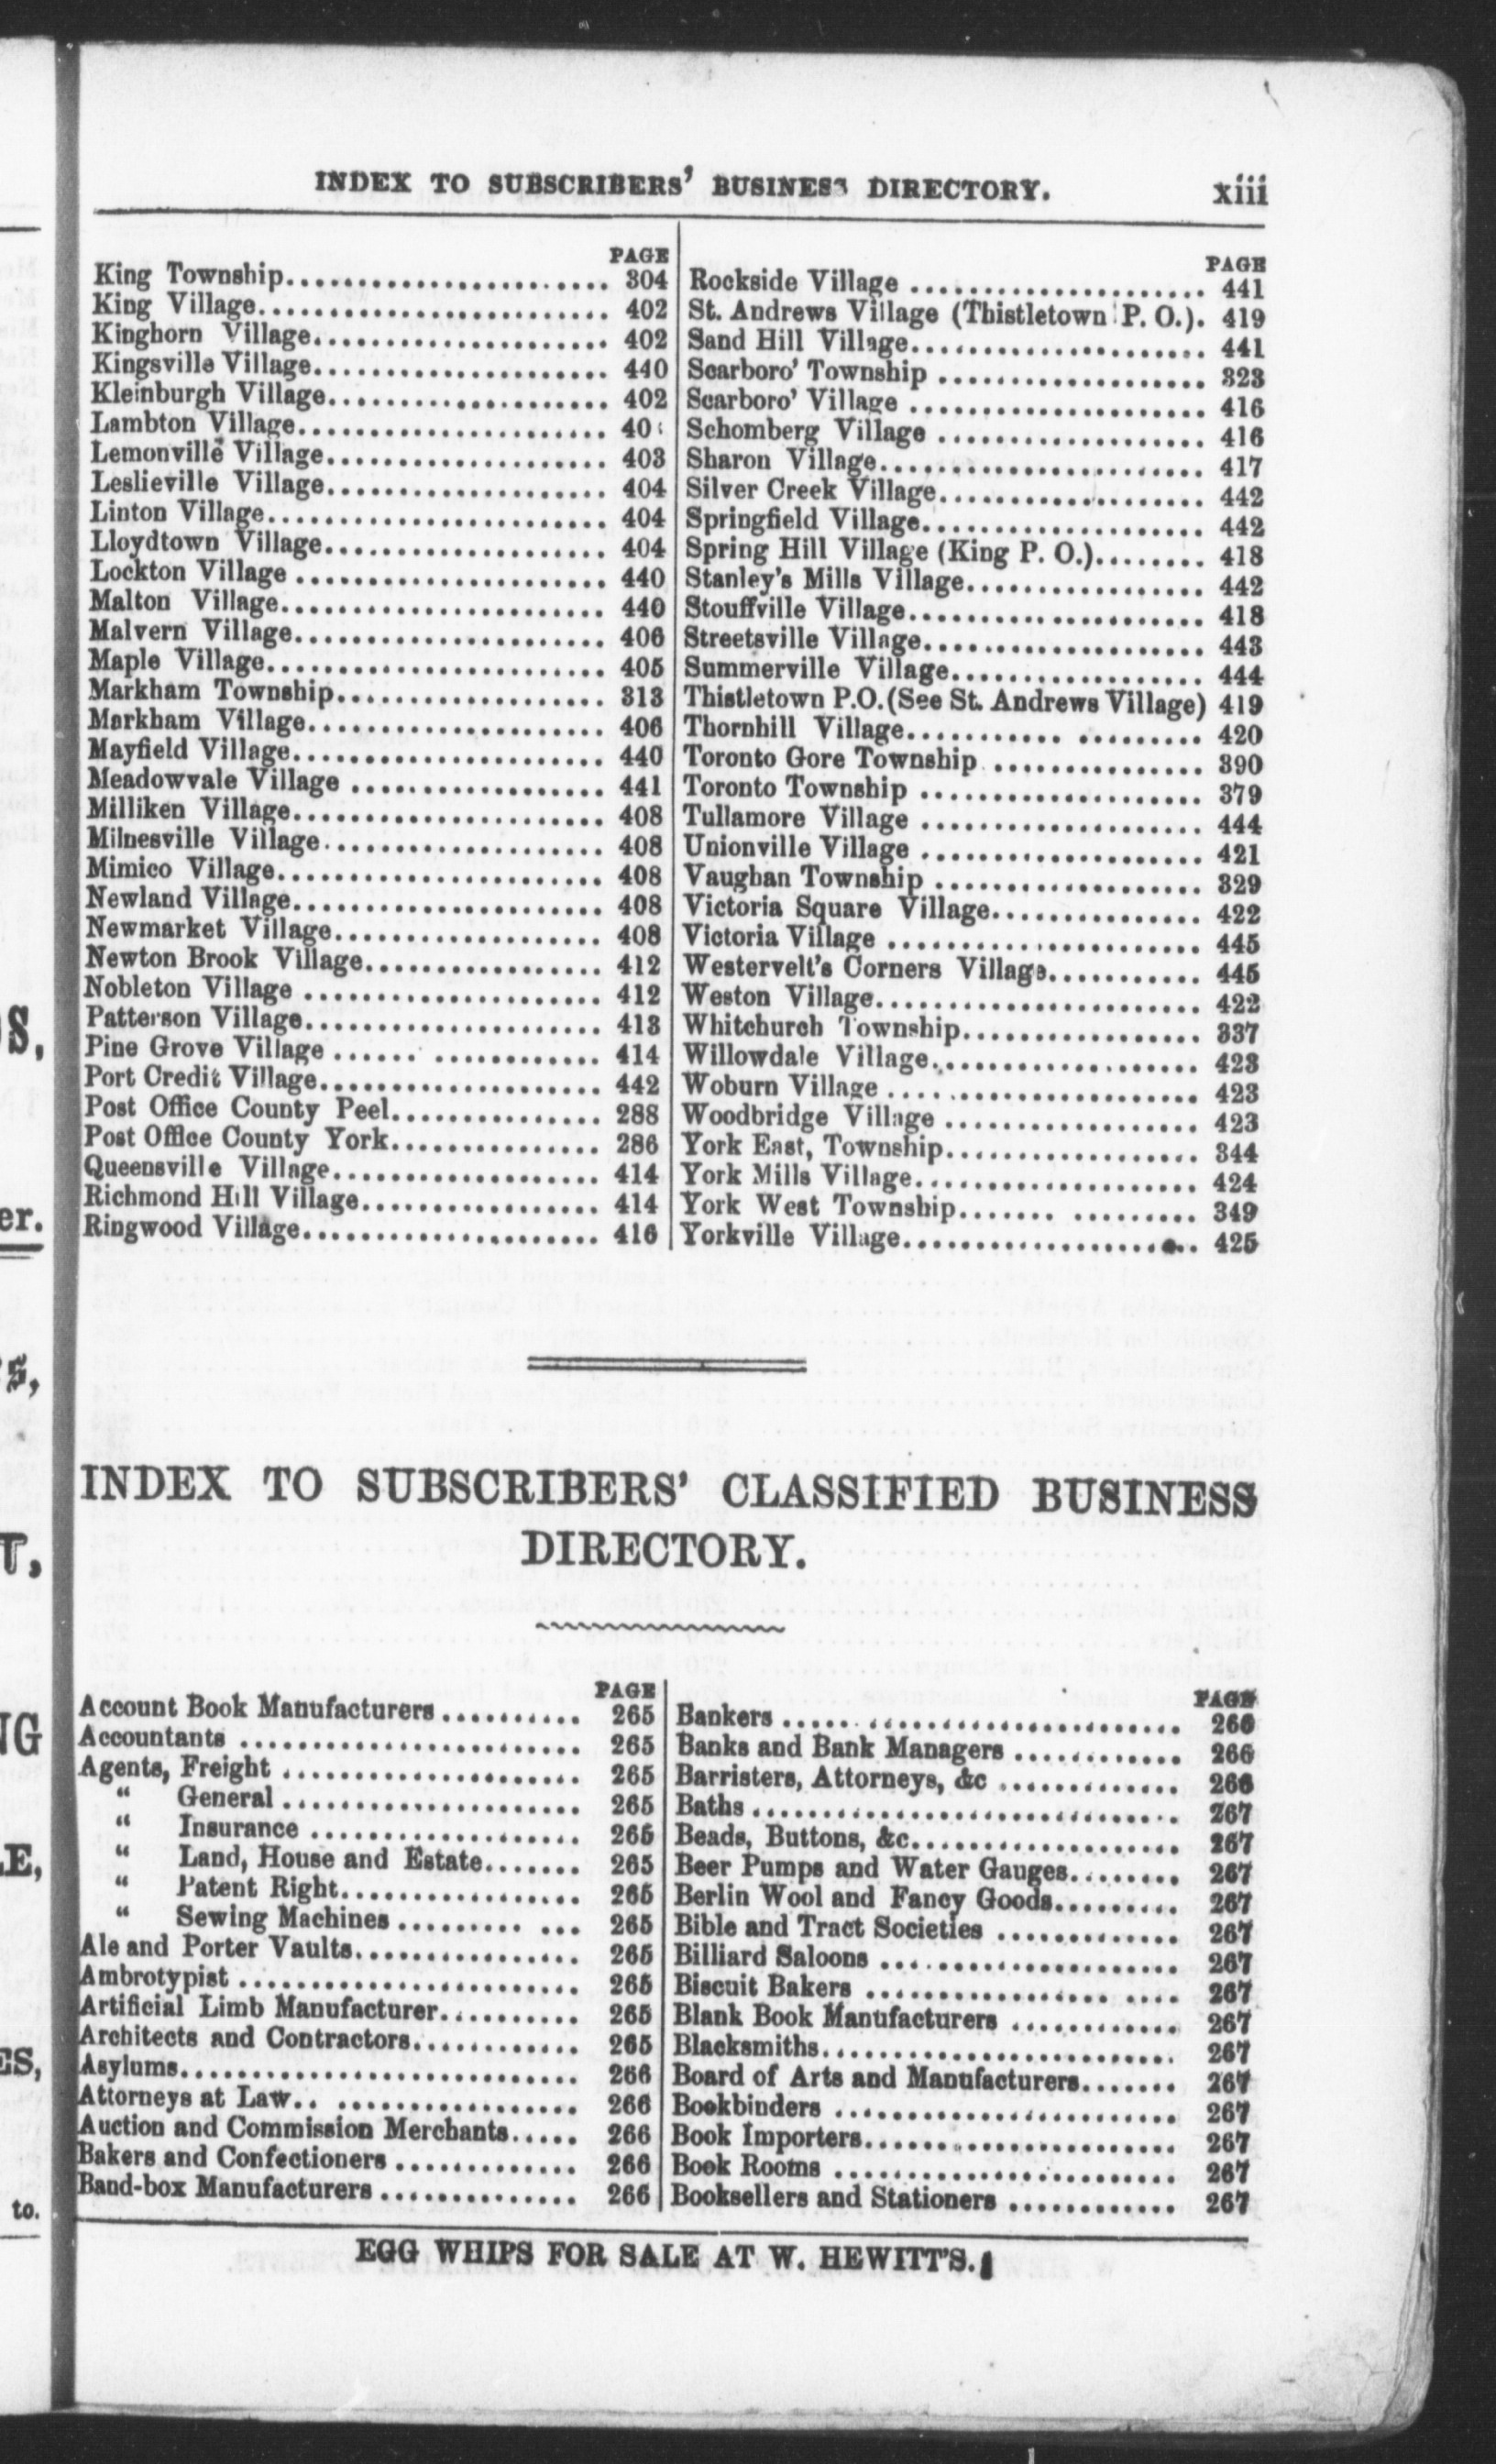 INDEX TO SUBSCRIBERS' BUSINESS DIRECTORY. xiii
PAGE
King Township........................ 304
King Village.......................... 402
Kinghorn Village..................... 402
Kingsville Village..................... 440
Kleinburgh Village.................... 402
Lambton Village...................... 40
Lemonville Village.................... 403
Leslieville Village.................... 404
Linton Village........................ 404
Lloydtown Village.................... 404
Lockton Village ...................... 440
Malton Village....................... 440
Malvern Village...................... 406
Maple Village........................ 405
Markham Township................... 313
Markham Village..................... 406
Mayfield Village...................... 440
Meadowvale Village .................. 441
Milliken Village...................... 408
Milnesville Village.................... 408
Mimico Village....................... 408
Newland Village...................... 408
Newmarket Village................... 408
Newton Brook Village................. 412
Nobleton Village ..................... 412
Patterson Village..................... 413
Pine Grove Village ...... ............ 414
Port Credit Village.................... 442
Post Office County Peel............... 288
Post Office County York............... 286
Queensville Village................... 414
Richmond Hill Village................. 414
Ringwood Village..................... 416
PAGE
Rockside Village ..................... 441
St. Andrews Village (Thistletown P. O.). 419
Sand Hill Village..................... 441
Scarboro' Township ................... 323
Scarboro' Village ..................... 416
Schomberg Village ................... 416
Sharon Village....................... 417
Silver Creek Village................... 442
Springfield Village.................... 442
Spring Hill Village (King P. O.)........ 418
Stanley's Mills Village................. 442
Stouffville Village..................... 418
Streetsville Village.................... 443
Summerville Village.................. 444
Thistletown P.O.(See St. Andrews Village) 419
Thornhill Village........... ......... 420
Toronto Gore Township ............... 390
Toronto Township .................... 379
Tullamore Village .................... 444
Unionville Village .................... 421
Vaughan Township ................... 329
Victoria Square Village............... 422
Victoria Village ...................... 445
Westervelt's Corners Village........... 445
Weston Village....................... 422
Whitchurch Township................. 337
Willowdale Village................... 423
Woburn Village ...................... 423
Woodbridge Village .................. 423
York East, Township.................. 344
York Mills Village.................... 424
York West Township....... ......... 349
Yorkville Village..................... 425
INDEX TO SUBSCRIBERS' CLASSIFIED BUSINESS
DIRECTORY.
PAGE
Account Book Manufacturers .......... 265
Accountants ........................ 265
Agents, Freight ..................... 265
“ General ..................... 265
“ Insurance ................... 265
“ Land, House and Estate....... 265
“ Patent Right................. 265
“ Sewing Machines ......... ... 265
Ale and Porter Vaults................ 265
Ambrotypist ........................ 265
Artificial Limb Manufacturer.......... 265
Architects and Contractors............ 265
Asylums............................ 266
Attorneys at Law.. ................. 266
Auction and Commission Merchants..... 266
Bakers and Confectioners ............. 266
Band-box Manufacturers .............. 266
PAGE
Bankers ............................ 266
Banks and Bank Managers ............ 266
Barristers, Attorneys, &c ............. 266
Baths .............................. 267
Beads, Buttons, &c................... 267
Beer Pumps and Water Gauges........ 267
Berlin Wool and Fancy Goods......... 267
Bible and Tract Societies ............. 267
Billiard Saloons ..................... 267
Biscuit Bakers ................. .... 267
Blank Book Manufacturers ............ 267
Blacksmiths......................... 267
Board of Arts and Manufacturers....... 267
Bookbinders ........................ 267
Book Importers...................... 267
Book Rooms ........................ 267
Booksellers and Stationers ............ 267
EGG WHIPS FOR SALE AT W. HEWITT'S.
S,
er.
s,
T,
NG
LE,
ES,
to.